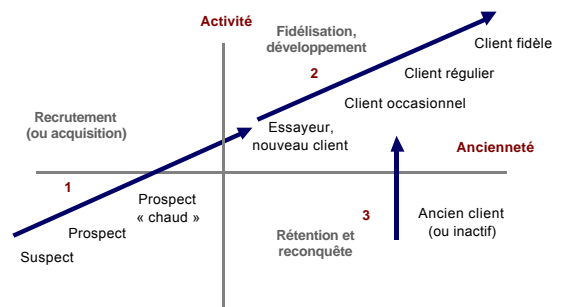 Activité
Fidélisation,
développement
2
Client fidèle
Client régulier
Client occasionnel
Recrutement
(ou acquisition)
Essayeur,
nouveau client
Ancienneté
1
Prospect
« chaud »
Prospect
Suspect
3
Ancien client
(ou inactif)
Rétention et
reconquête